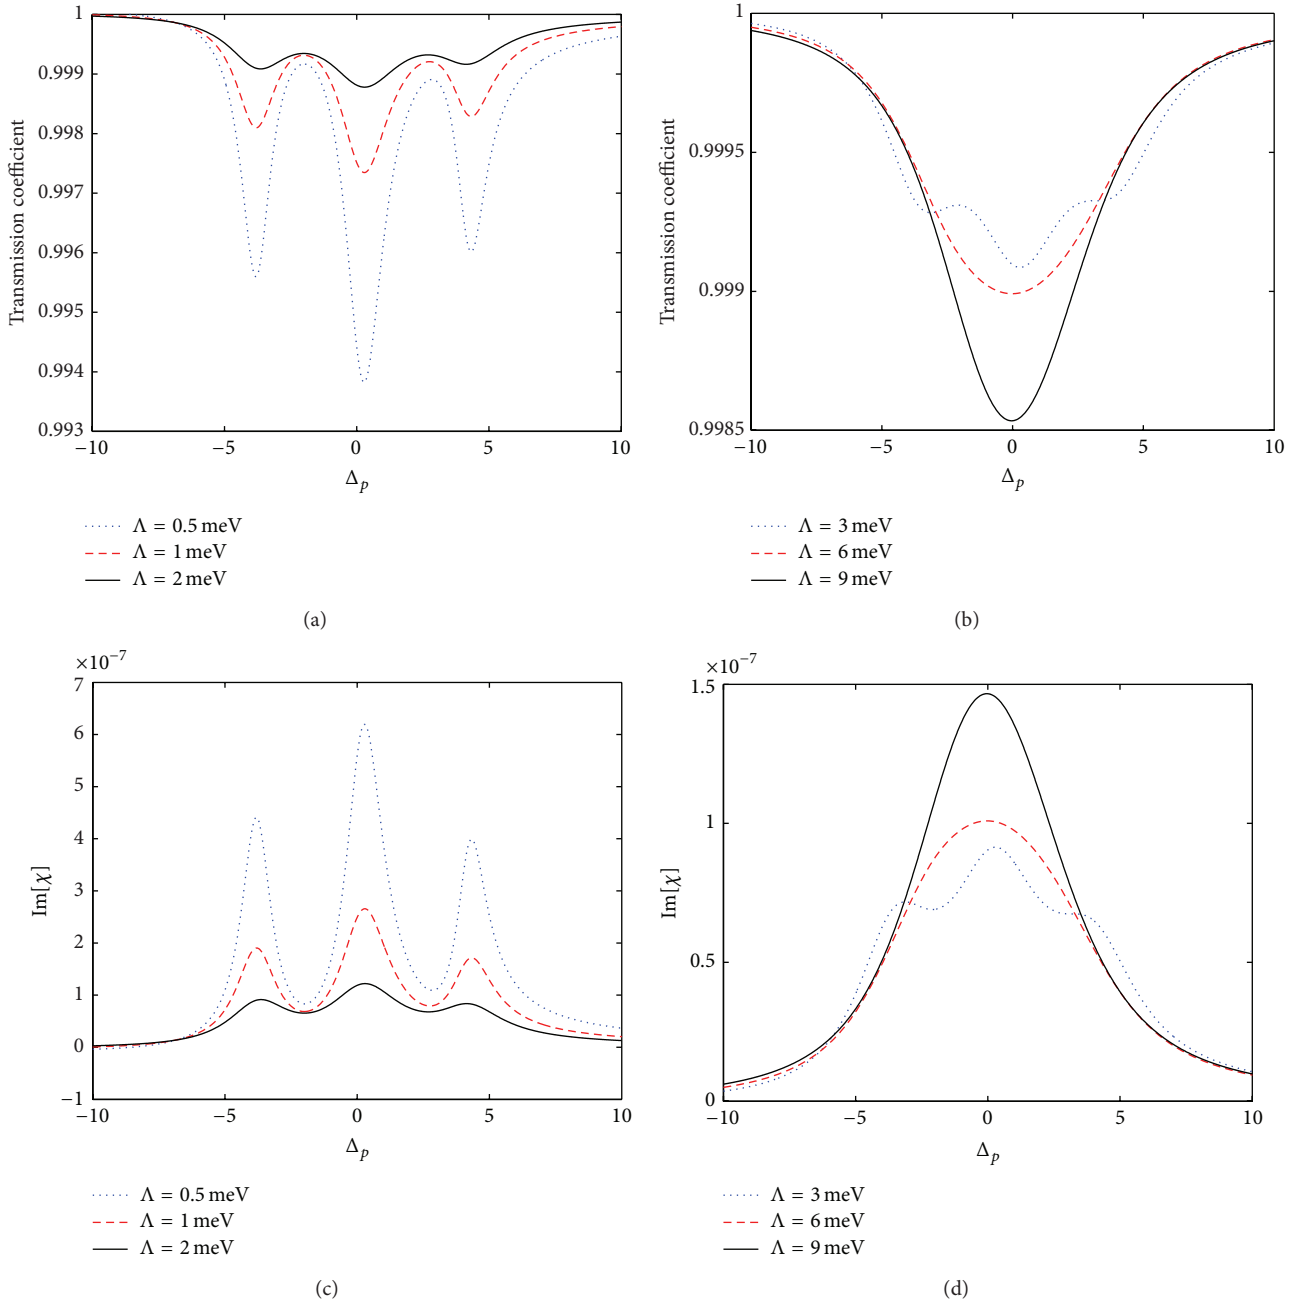 1
0.999
0.998
0.997
0.996
0.995
0.994
0.993
Transmission coefficient
−10
−5
0
5
10
Δp
Λ = 0.5 meV
Λ = 1 meV
Λ = 2 meV
(a)
1
0.9995
0.999
0.9985
Transmission coefficient
−10
−5
0
5
10
Δp
Λ = 3 meV
Λ = 6 meV
Λ = 9 meV
(b)
×10−7
7
6
5
4
3
2
1
0
−1
Im[χ]
−10
−5
0
5
10
Δp
Λ = 0.5 meV
Λ = 1 meV
Λ = 2 meV
(c)
×10−7
1.5
1
0.5
0
Im[χ]
−10
−5
0
5
10
Δp
Λ = 3 meV
Λ = 6 meV
Λ = 9 meV
(d)